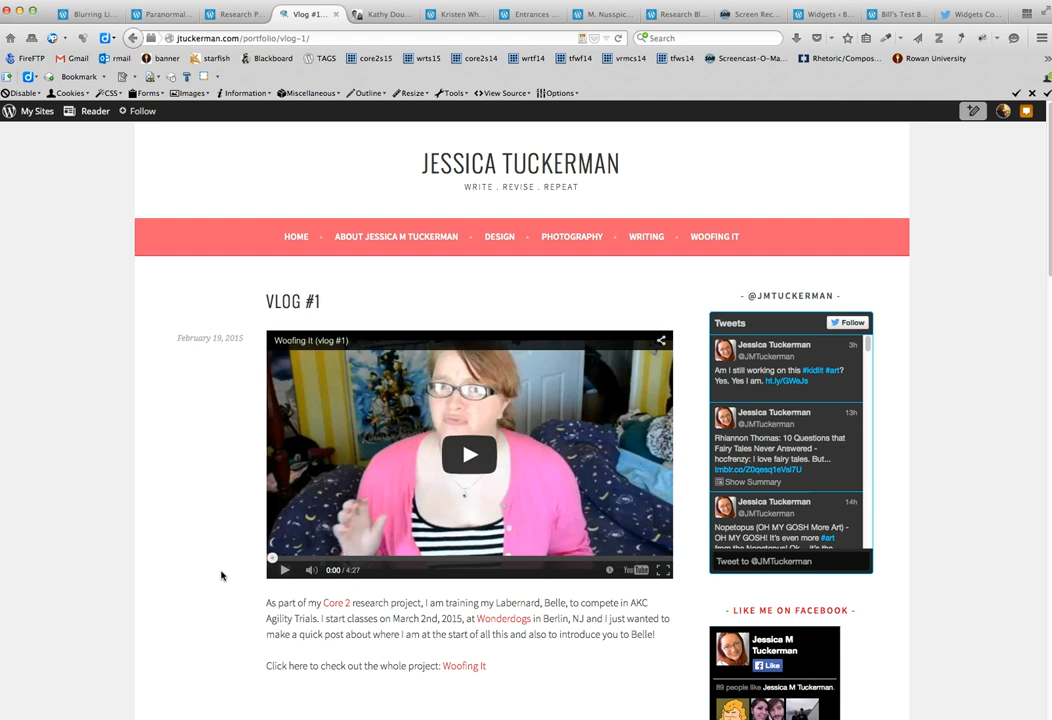 Blurring Li...
Paranormal...
Research P...
Vlog #1...
Kathy Dou...
Kristen Wh...
Entrances ...
M. Nusspic...
Research Bl...
Screen Rec...
Widgets ‹ B...
Bill's Test B...
Widgets Co...
jtuckerman.com/portfolio/vlog-1/
Search
FireFTP
Gmail
rmail
banner
starfish
Blackboard
TAGS
core2s15
wrts15
core2s14
wrtf14
tfwf14
vrmcs14
tfws14
Screencast-O-Ma...
Rhetoric/Compos...
Rowan University
Bookmark
Disable
Cookies
CSS
Forms
Images
Information
Miscellaneous
Outline
Resize
Tools
View Source
Options
My Sites
Reader
Follow
JESSICA TUCKERMAN
WRITE . REVISE . REPEAT
HOME
ABOUT JESSICA M TUCKERMAN
DESIGN
PHOTOGRAPHY
WRITING
WOOFING IT
VLOG #1
February 19, 2015
Woofing It (vlog #1)
0:00 / 4:27
YouTube
As part of my Core 2 research project, I am training my Labernard, Belle, to compete in AKC
Agility Trials. I start classes on March 2nd, 2015, at Wonderdogs in Berlin, NJ and I just wanted to
make a quick post about where I am at the start of all this and also to introduce you to Belle!
Click here to check out the whole project: Woofing It
- @JMTUCKERMAN -
Tweets
Follow
Jessica Tuckerman
3h
@JMTuckerman
Am I still working on this #kidlit #art?
Yes. Yes I am. ht.ly/GWeJs
Jessica Tuckerman
13h
@JMTuckerman
Rhiannon Thomas: 10 Questions that
Fairy Tales Never Answered -
hccfrenzy: I love fairy tales. But...
tmblr.co/Z0qesq1eVsl7U
Show Summary
Jessica Tuckerman
14h
@JMTuckerman
Nopetopus (OH MY GOSH More Art) -
OH MY GOSH! It's even more #art
Tweet to @JMTuckerman
- LIKE ME ON FACEBOOK -
Jessica M
Tuckerman
Like
89 people like Jessica M Tuckerman.